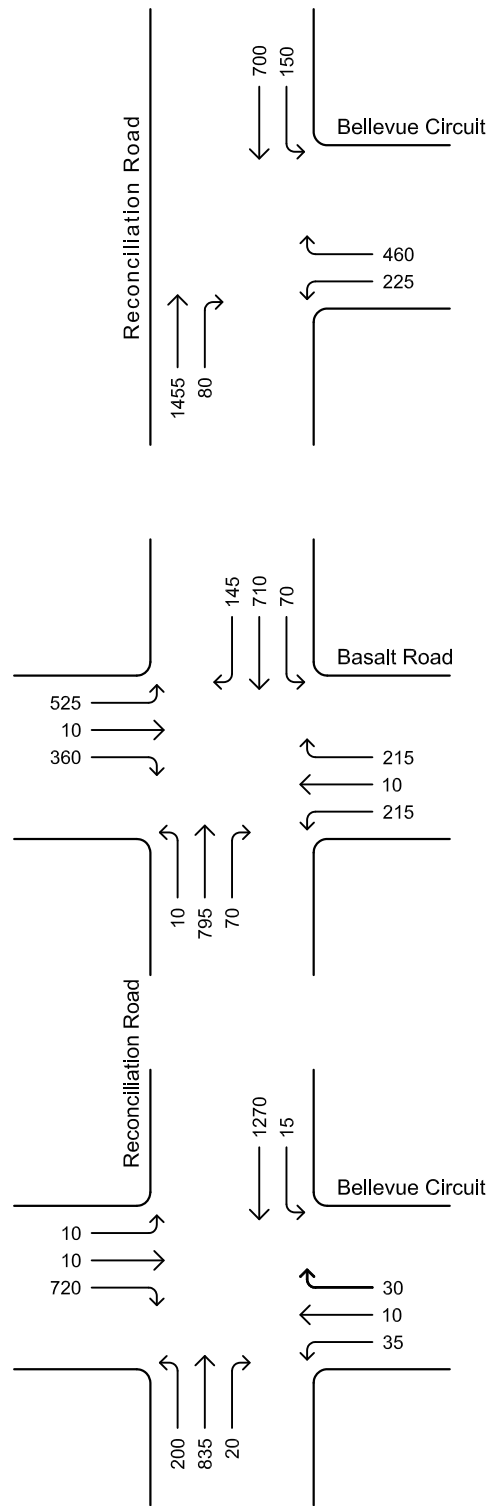 700 150
Bellevue Circuit
Reconciliation Road
460
225
1455 80
145 710 70
Basalt Road
525
10
360
215
10
215
10 795 70
Reconciliation Road
1270 15
Bellevue Circuit
10
10
720
30
10
35
200 835 20